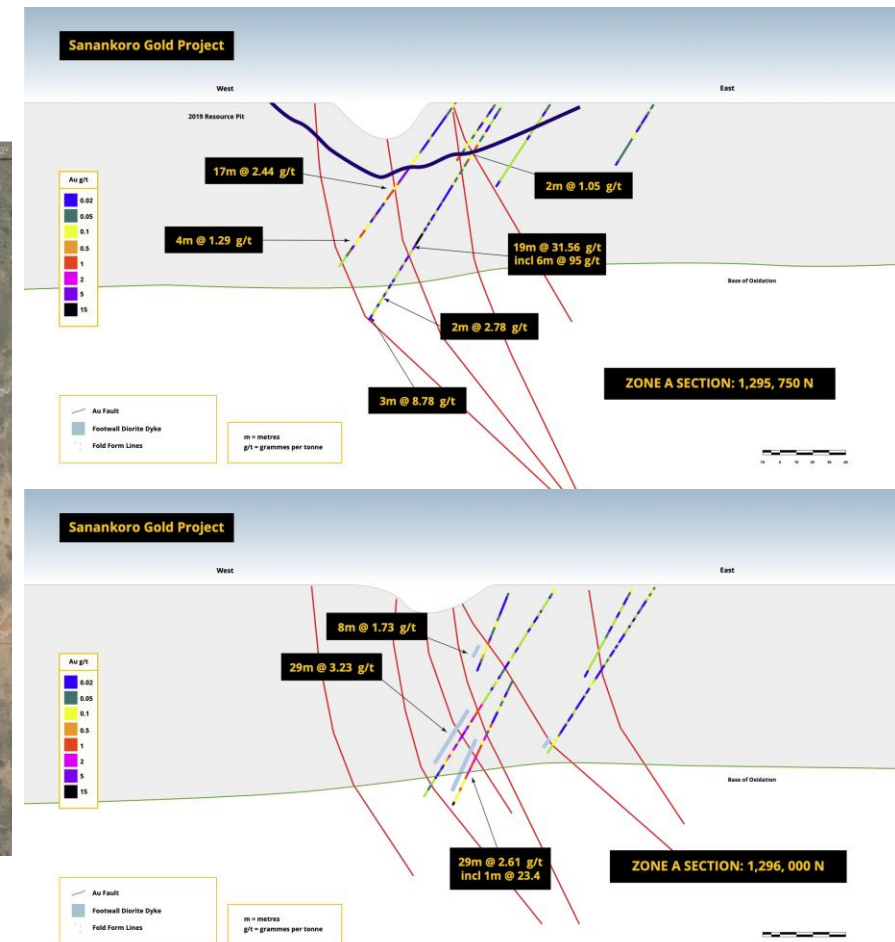 Sanankoro Gold Project
West
East
2019 Resource Pit
17m @ 2.44 g/t
2m @ 1.05 g/t
Au g/t
0.02
0.05
0.1
0.5
1
2
5
15
4m @ 1.29 g/t
19m @ 31.56 g/t
incl 6m @ 95 g/t
Base of Oxidation
2m @ 2.78 g/t
3m @ 8.78 g/t
ZONE A SECTION: 1,295, 750 N
Au Fault
Footwall Diorite Dyke
Fold Form Lines
m = metres
g/t = grammes per tonne
Sanankoro Gold Project
West
East
8m @ 1.73 g/t
29m @ 3.23 g/t
Au g/t
0.02
0.05
0.1
0.5
1
2
5
15
Base of Oxidation
29m @ 2.61 g/t
incl 1m @ 23.4
ZONE A SECTION: 1,296, 000 N
Au Fault
Footwall Diorite Dyke
Fold Form Lines
m = metres
g/t = grammes per tonne